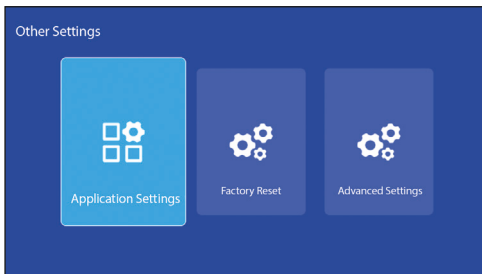 Other Settings
Application Settings
Factory Reset
Advanced Settings